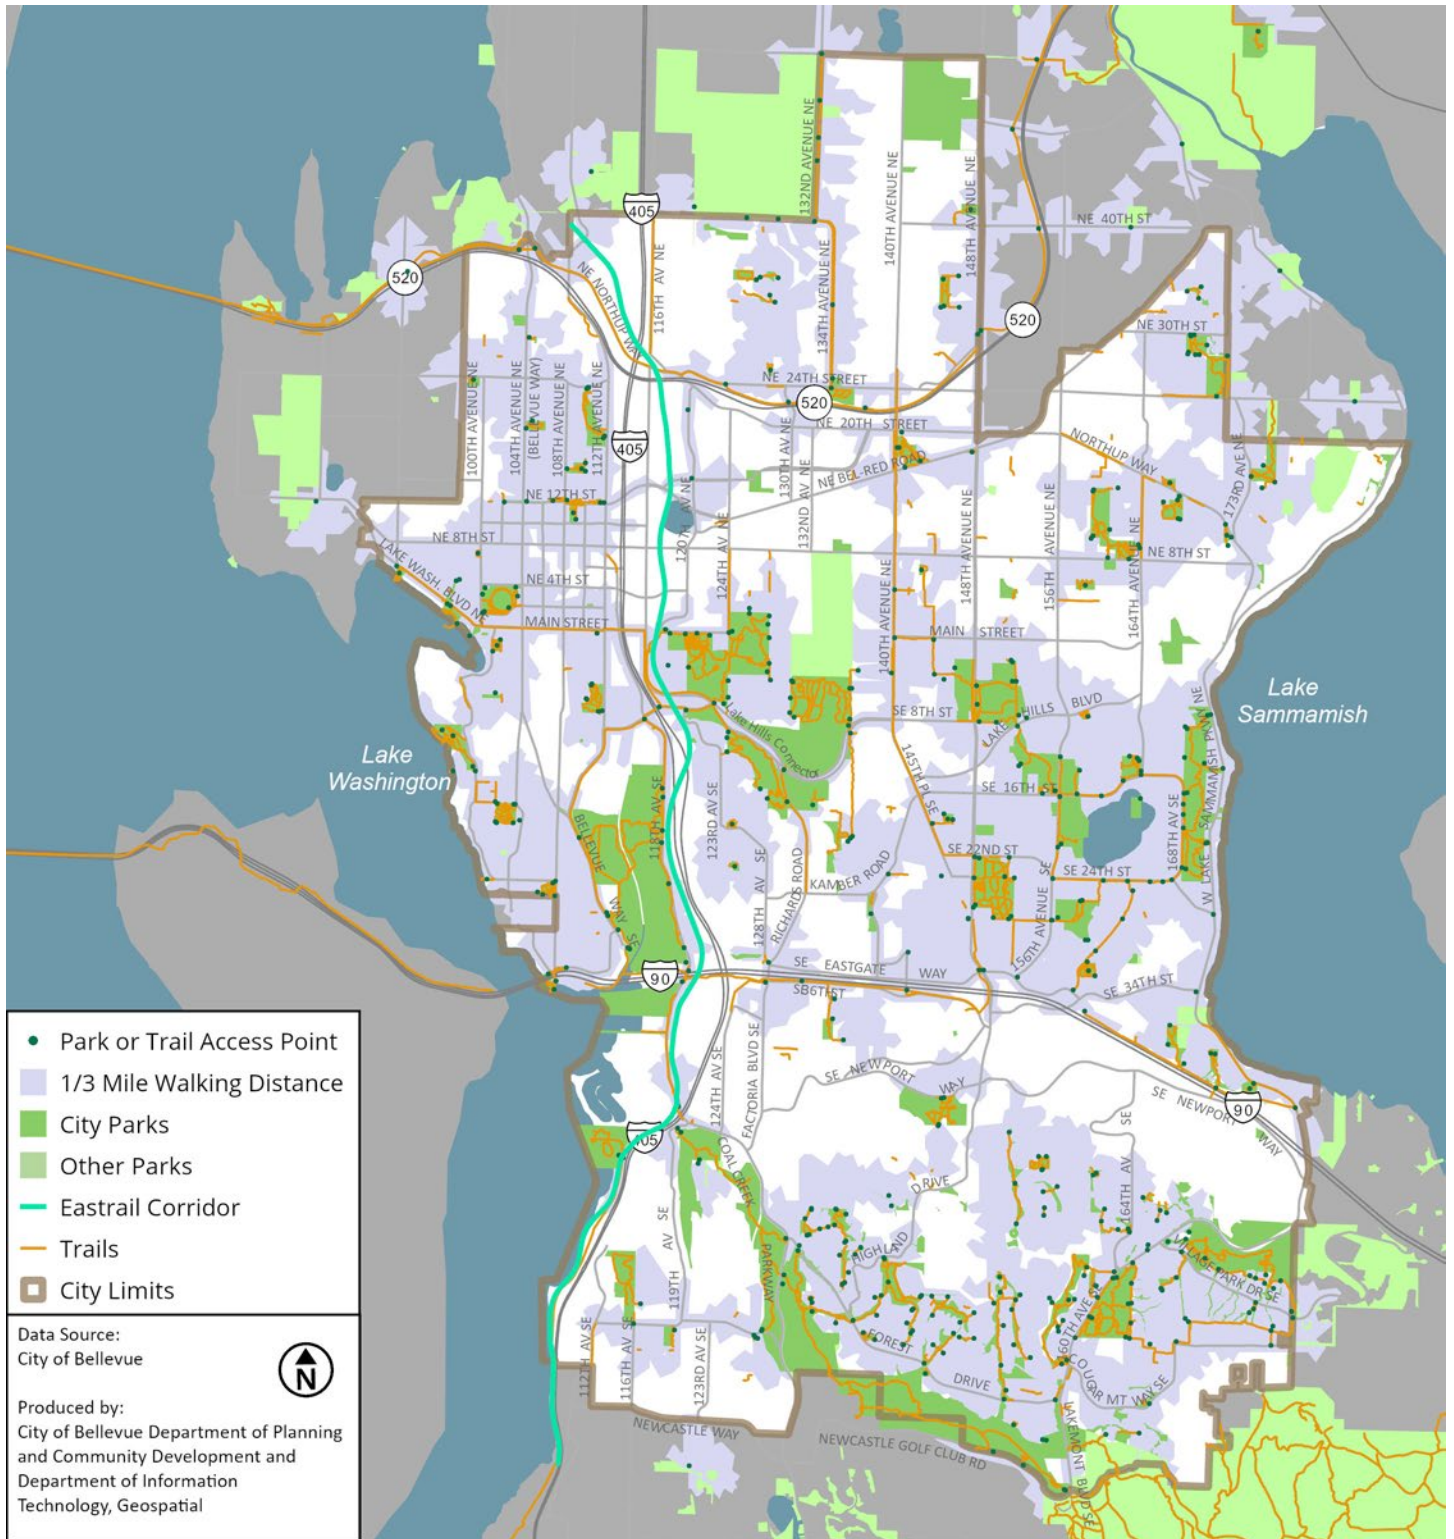 132ND AVENUE NE
140TH AVENUE NE
148TH AVENUE NE
405
NE 40TH ST
520
116TH AV NE
NE NORTHUP WAY
134TH AVENUE NE
520
NE 30TH ST
100TH AVENUE NE
104TH AVENUE NE
(BELLEVUE WAY)
108TH AVENUE NE
112TH AVENUE NE
NE 24TH STREET
520
NE 20TH STREET
405
130TH AV NE
132ND AV NE
NE BEL-RED ROAD
NORTHUP WAY
173RD AVE NE
NE 12TH ST
120TH AV NE
124TH AV NE
148TH AVENUE NE
156TH AVENUE NE
164TH AVENUE NE
NE 8TH ST
NE 8TH ST
LAKE WASH. BLVD NE
NE 4TH ST
MAIN STREET
140TH AVENUE NE
MAIN STREET
Lake
Sammamish
Lake Hills Connector
SE 8TH ST
LAKE HILLS BLVD
Lake
Washington
145TH PL SE
SE 16TH ST
W LAKE SAMMAMISH PKWY NE
168TH AV SE
BELLEVUE WAY SE
118TH AV SE
123RD AV SE
128TH AV SE
RICHARDS ROAD
KAMBER ROAD
SE 22ND ST
SE 24TH ST
156TH AVENUE SE
SE EASTGATE WAY
90
SE 34TH ST
124TH AV SE
FACTORIA BLVD SE
SE NEWPORT WAY
SE NEWPORT WAY
90
405
COAL CREEK PARKWAY
164TH AV SE
HIGHLAND DRIVE
VILLAGE PARK DR SE
119TH AV SE
FOREST DRIVE
COUGAR MT WAY SE
112TH AV SE
116TH AV SE
123RD AV SE
NEWCASTLE WAY
NEWCASTLE GOLF CLUB RD
LAKEMONT BLVD SE
Park or Trail Access Point
1/3 Mile Walking Distance
City Parks
Other Parks
Eastrail Corridor
Trails
City Limits
Data Source:
City of Bellevue
N
Produced by:
City of Bellevue Department of Planning
and Community Development and
Department of Information
Technology, Geospatial